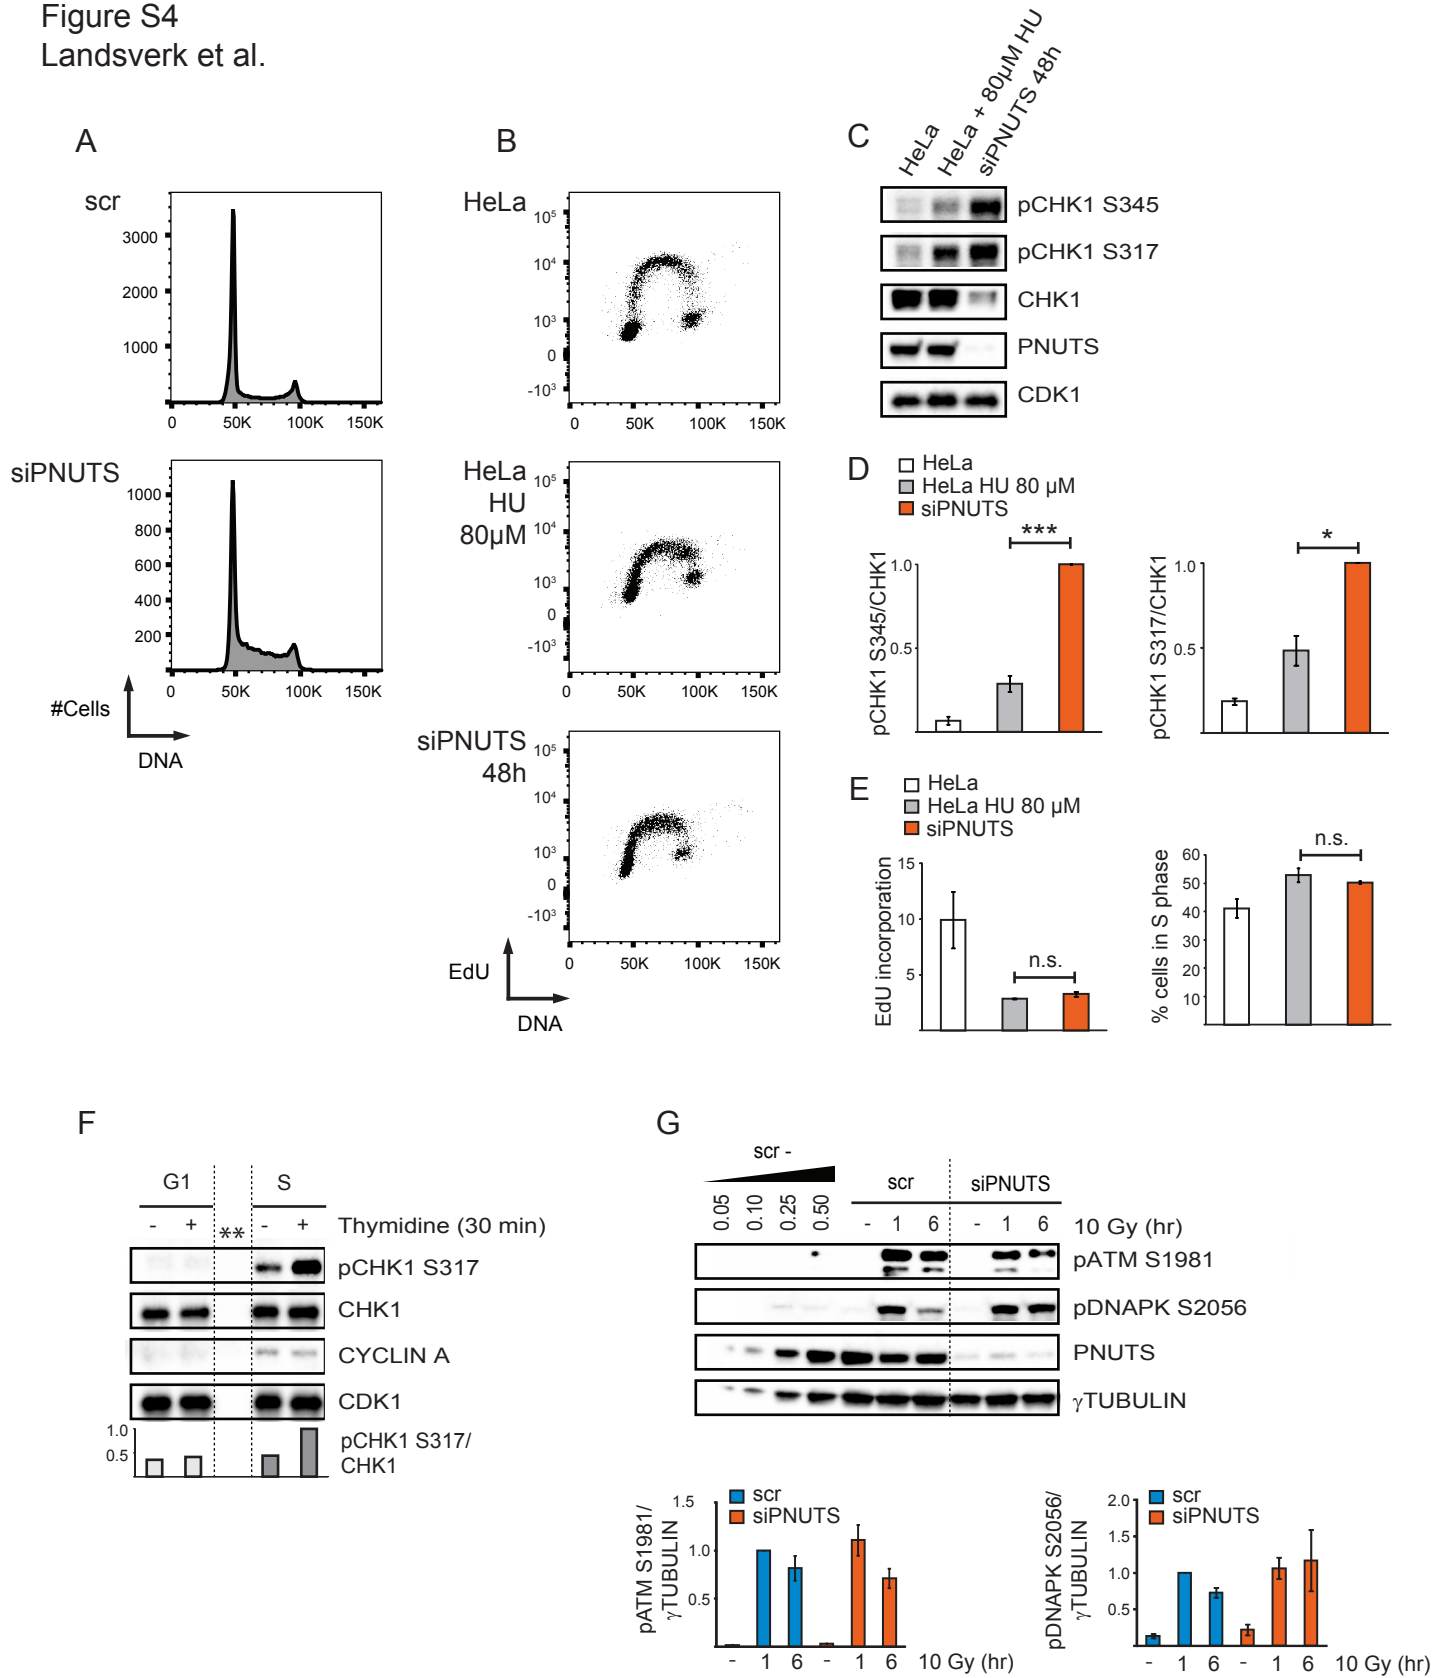 Figure S4
Landsverk et al.
A
scr
3000
2000
1000
0 50K 100K 150K
siPNUTS
1000
800
600
400
200
0 50K 100K 150K
#Cells
DNA
B
HeLa
10⁵
10⁴
10³
0
-10³
0 50K 100K 150K
HeLa
HU
80µM
10⁵
10⁴
10³
0
-10³
0 50K 100K 150K
siPNUTS
48h
10⁵
10⁴
10³
0
-10³
0 50K 100K 150K
EdU
DNA
C
HeLa
HeLa + 80µM HU
siPNUTS 48h
pCHK1 S345
pCHK1 S317
CHK1
PNUTS
CDK1
D
HeLa
HeLa HU 80 µM
siPNUTS
pCHK1 S345/CHK1
1.0
0.5
***
pCHK1 S317/CHK1
1.0
0.5
*
E
HeLa
HeLa HU 80 µM
siPNUTS
EdU incorporation
15
10
5
n.s.
% cells in S phase
60
50
40
30
20
10
n.s.
F
G1 S
- + ** - + Thymidine (30 min)
pCHK1 S317
CHK1
CYCLIN A
CDK1
1.0
0.5
pCHK1 S317/
CHK1
G
scr -
scr siPNUTS
0.05 0.10 0.25 0.50 - 1 6 - 1 6 10 Gy (hr)
pATM S1981
pDNAPK S2056
PNUTS
γTUBULIN
pATM S1981/
γTUBULIN
1.5
1.0
0.5
scr
siPNUTS
- 1 6 - 1 6 10 Gy (hr)
pDNAPK S2056/
γTUBULIN
2.0
1.5
1.0
0.5
scr
siPNUTS
- 1 6 - 1 6 10 Gy (hr)